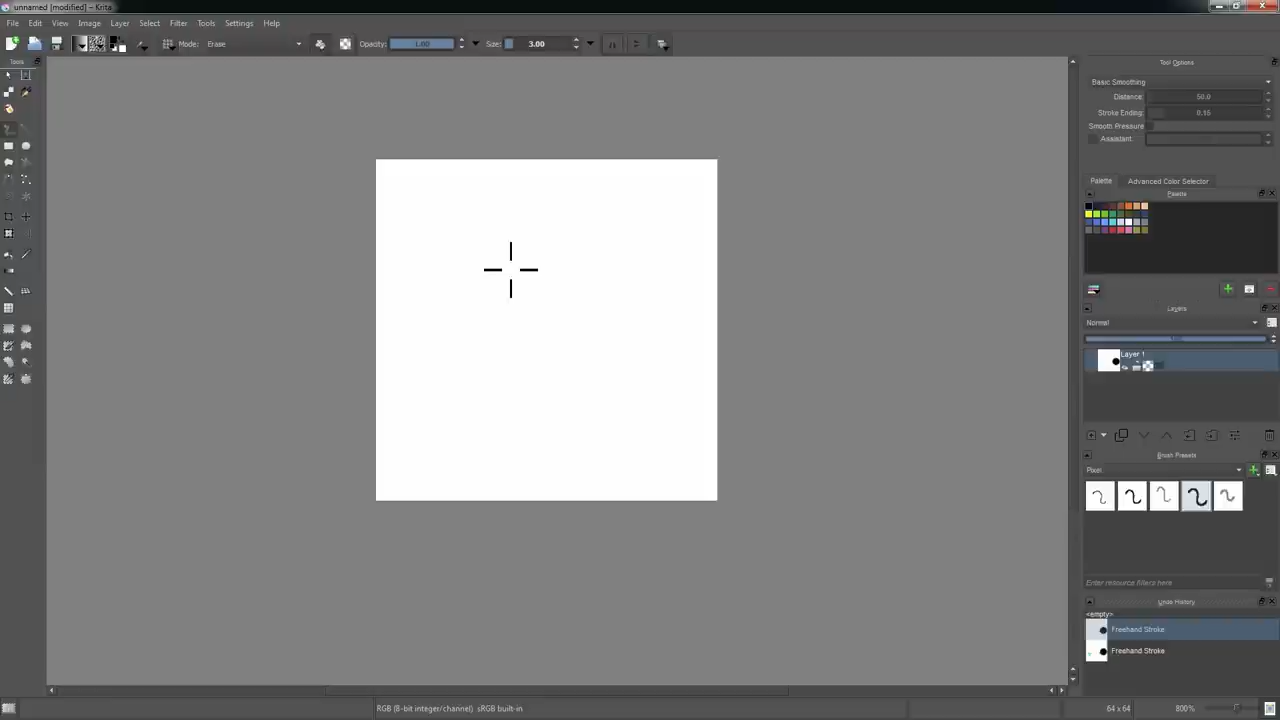 unnamed [modified] – Krita
File Edit View Image Layer Select Filter Tools Settings Help
Mode: Erase Opacity: 1.00 Size: 3.00
Tools
Tool Options
Basic Smoothing
Distance: 50.0
Stroke Ending: 0.15
Smooth Pressure
Assistant:
Palette Advanced Color Selector
Palette
Layers
Normal
Layer 1
Brush Presets
Pixel
Enter resource filters here
Undo History
<empty>
Freehand Stroke
Freehand Stroke
RGB (8-bit integer/channel) sRGB built-in 64 x 64 800%